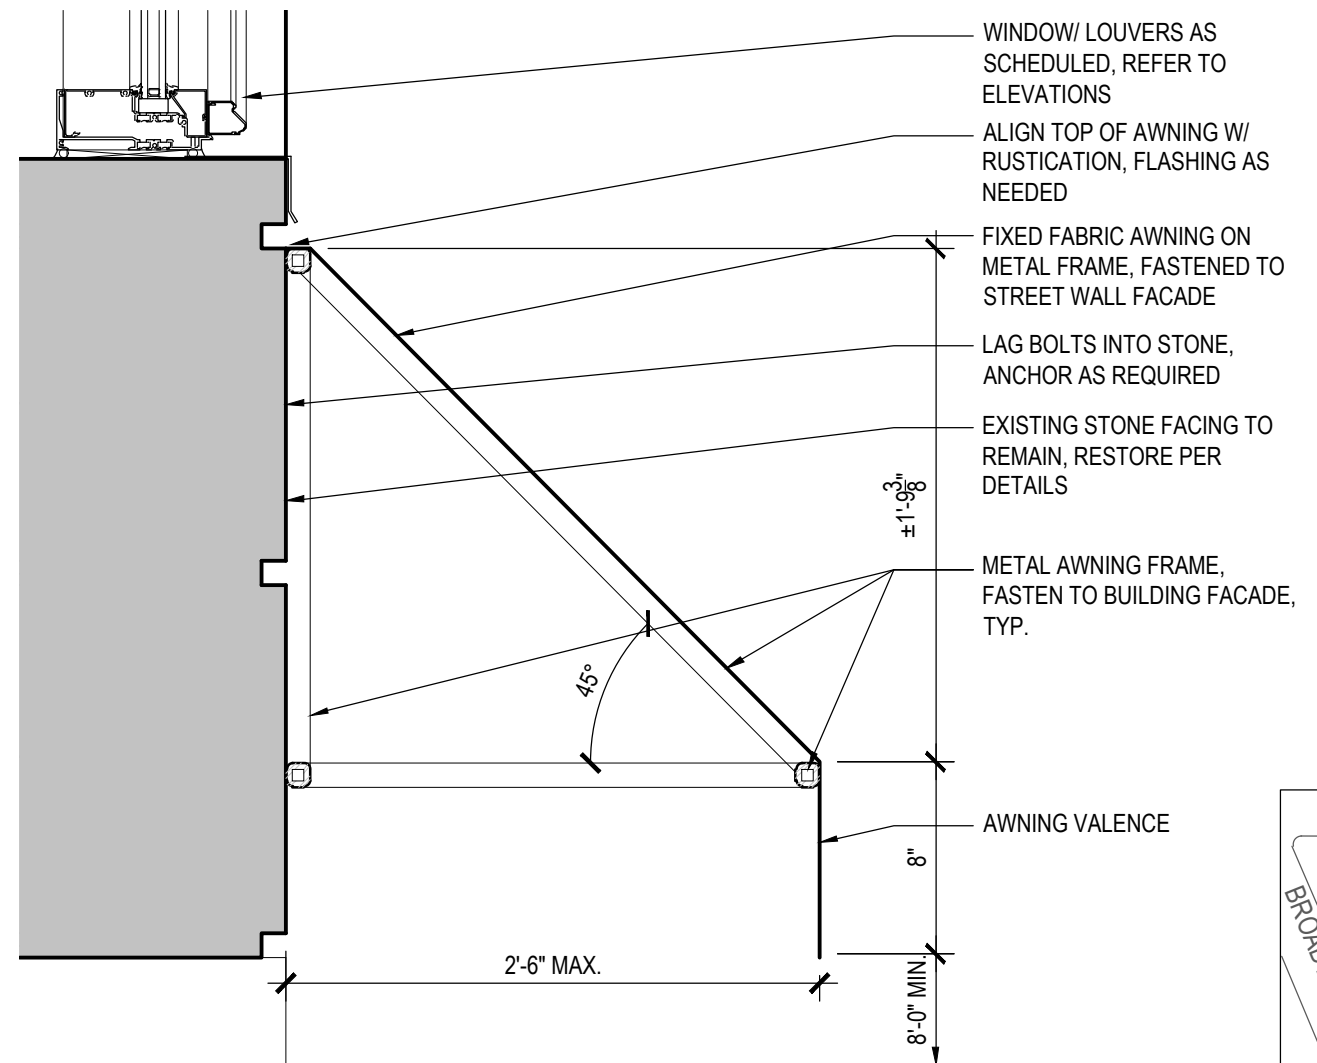 WINDOW/ LOUVERS AS
SCHEDULED, REFER TO
ELEVATIONS
ALIGN TOP OF AWNING W/
RUSTICATION, FLASHING AS
NEEDED
FIXED FABRIC AWNING ON
METAL FRAME, FASTENED TO
STREET WALL FACADE
LAG BOLTS INTO STONE,
ANCHOR AS REQUIRED
EXISTING STONE FACING TO
REMAIN, RESTORE PER
DETAILS
±1'-9 3/8"
METAL AWNING FRAME,
FASTEN TO BUILDING FACADE,
TYP.
45°
AWNING VALENCE
8"
2'-6" MAX.
8'-0" MIN.